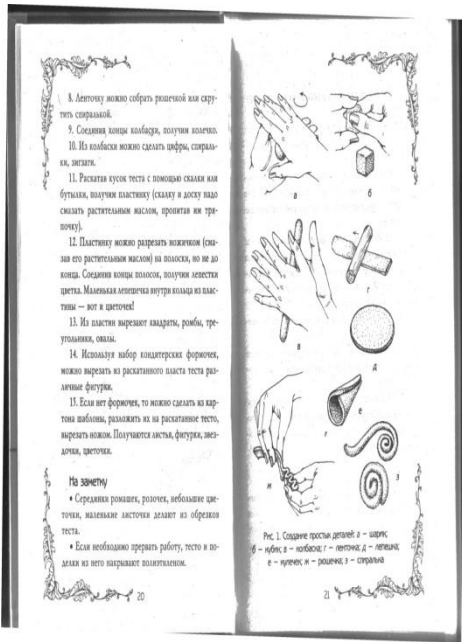 8. Ленточку можно собрать рюшечкой или скру-
тить спиралькой.
9. Соединив концы колбаски, получим колечко.
10. Из колбаски можно сделать цифры, спираль-
ки, зигзаги.
11. Раскатав кусок теста с помощью скалки или
бутылки, получим пластинку (скалку и доску надо
смазать растительным маслом, пропитав им тря-
почку).
12. Пластинку можно разрезать ножичком (сма-
зав его растительным маслом) на полоски, но не до
конца. Соединив концы полосок, получим лепестки
цветка. Маленькая лепешечка внутри кольца из плас-
тины — вот и цветочек!
13. Из пластин вырезают квадраты, ромбы, тре-
угольники, овалы.
14. Используя набор кондитерских формочек,
можно вырезать из раскатанного пласта теста раз-
личные фигурки.
15. Если нет формочек, то можно сделать из кар-
тона шаблоны, разложить их на раскатанное тесто,
вырезать ножом. Получаются листья, фигурки, звез-
дочки, цветочки.
На заметку
• Серединки ромашек, розочек, небольшие цве-
точки, маленькие листочки делают из обрезков
теста.
• Если необходимо прервать работу, тесто и по-
делки из него накрывают полиэтиленом.
20
а
б
в
г
д
е
г
ж
з
Рис. 1. Создание простых деталей: а — шарик;
б — кубик; в — колбаска; г — ленточка; д — лепешка;
е — кулечек; ж — рюшечка; з — спиралька
21